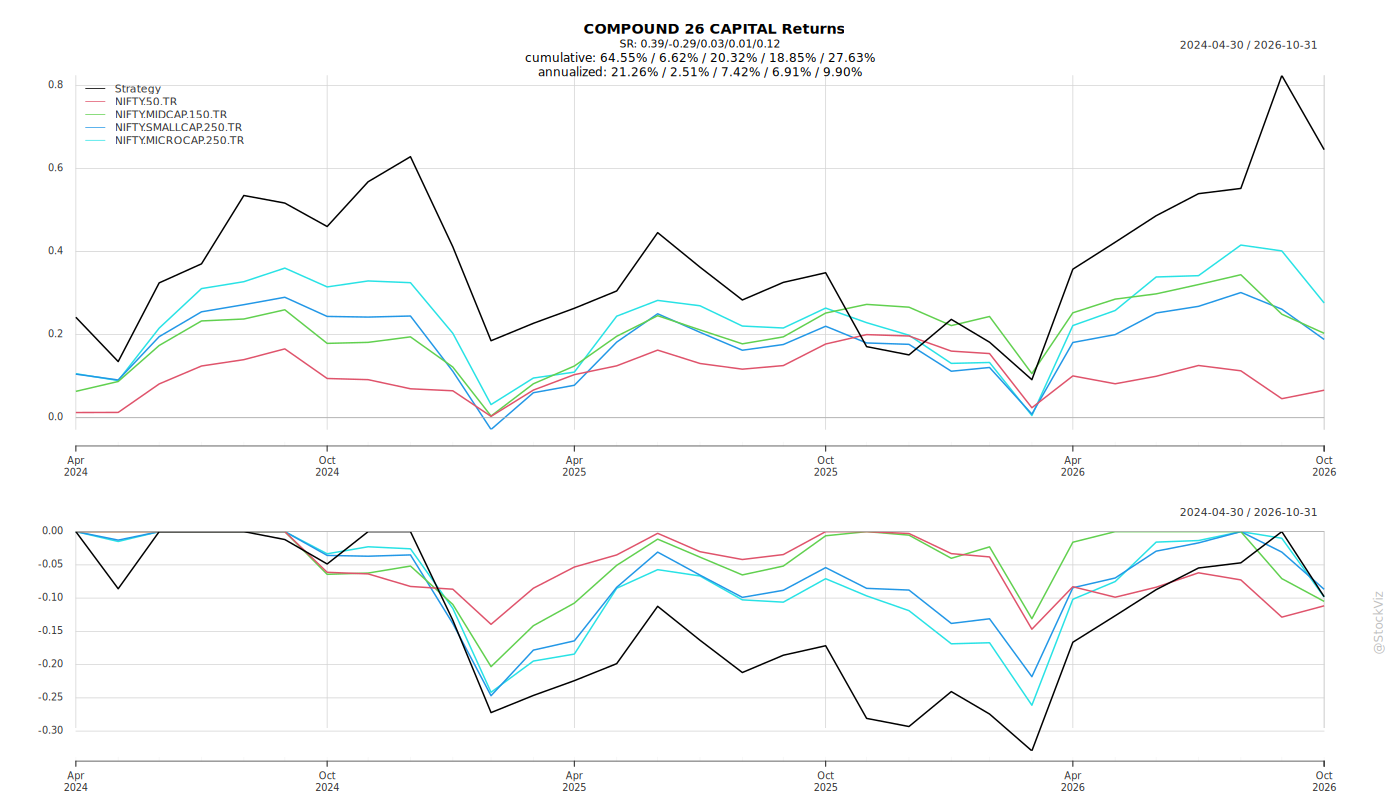 COMPOUND 26 CAPITAL Returns
SR: 0.39/-0.29/0.03/0.01/0.12
2024-04-30 / 2026-10-31
cumulative: 64.55% / 6.62% / 20.32% / 18.85% / 27.63%
annualized: 21.26% / 2.51% / 7.42% / 6.91% / 9.90%
Strategy
NIFTY.50.TR
NIFTY.MIDCAP.150.TR
NIFTY.SMALLCAP.250.TR
NIFTY.MICROCAP.250.TR
0.8
0.6
0.4
0.2
0.0
Apr 2024
Oct 2024
Apr 2025
Oct 2025
Apr 2026
Oct 2026
2024-04-30 / 2026-10-31
0.00
-0.05
-0.10
-0.15
-0.20
-0.25
-0.30
Apr 2024
Oct 2024
Apr 2025
Oct 2025
Apr 2026
Oct 2026
@StockViz